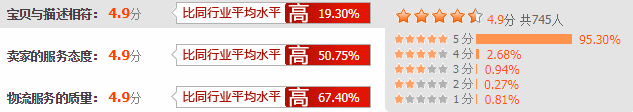 宝贝与描述相符：4.9分 比同行业平均水平 高 19.30%
卖家的服务态度：4.9分 比同行业平均水平 高 50.75%
物流服务的质量：4.9分 比同行业平均水平 高 67.40%
4.9分 共745人
5 分 95.30%
4 分 2.68%
3 分 0.94%
2 分 0.27%
1 分 0.81%